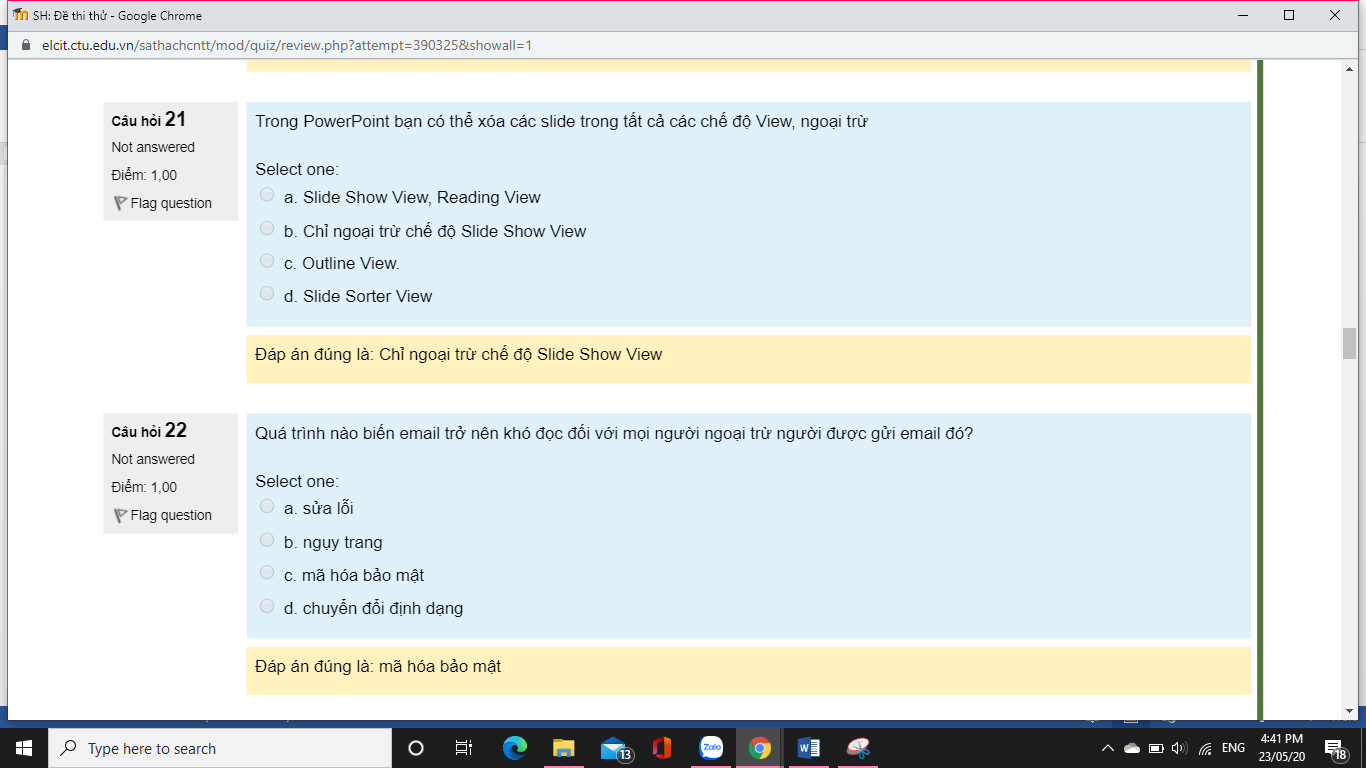 SH: Đề thi thử - Google Chrome
elcit.ctu.edu.vn/sathachcntt/mod/quiz/review.php?attempt=390325&showall=1
Câu hỏi 21
Not answered
Điểm: 1,00
Flag question
Trong PowerPoint bạn có thể xóa các slide trong tất cả các chế độ View, ngoại trừ
Select one:
a. Slide Show View, Reading View
b. Chỉ ngoại trừ chế độ Slide Show View
c. Outline View.
d. Slide Sorter View
Đáp án đúng là: Chỉ ngoại trừ chế độ Slide Show View
Câu hỏi 22
Not answered
Điểm: 1,00
Flag question
Quá trình nào biến email trở nên khó đọc đối với mọi người ngoại trừ người được gửi email đó?
Select one:
a. sửa lỗi
b. ngụy trang
c. mã hóa bảo mật
d. chuyển đổi định dạng
Đáp án đúng là: mã hóa bảo mật
Type here to search
13
Zalo
ENG
4:41 PM
23/05/20
18